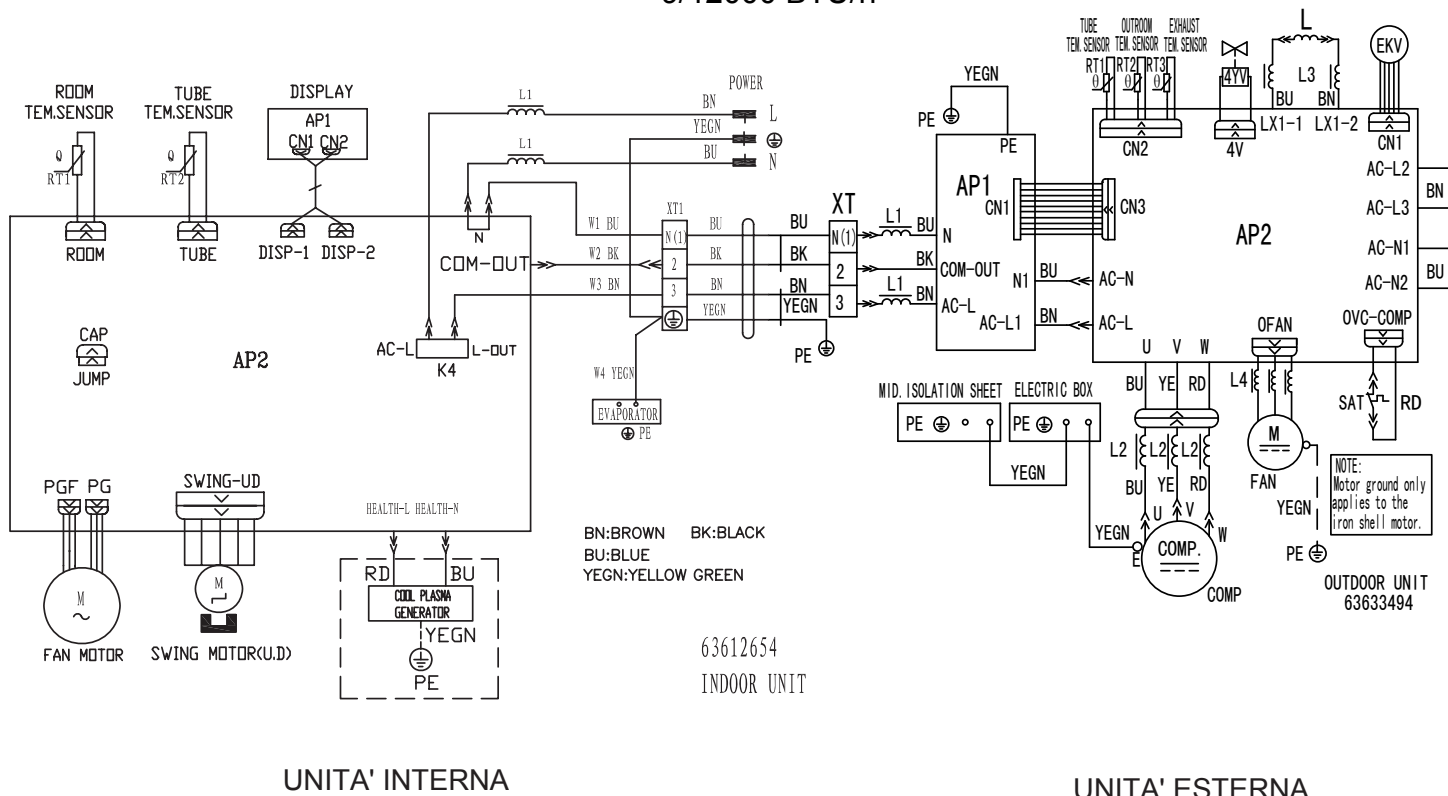 ROOM
TEM.SENSOR
RT1
ROOM
TUBE
TEM.SENSOR
RT2
TUBE
DISPLAY
AP1
CN1 CN2
DISP-1 DISP-2
L1
L1
POWER
BN
L
YEGN
BU
N
N
COM-OUT
AC-L
L-OUT
K4
CAP
JUMP
AP2
W1 BU
W2 BK
W3 BN
W4 YEGN
XT1
N(1)
2
3
BU
BK
BN
YEGN
EVAPORATOR
PE
BU
BK
BN
YEGN
PE
XT
N(1)
2
3
L1
BU
BK
L1
BN
YEGN
PE
PE
AP1
CN1
N
COM-OUT
AC-L
N1
AC-L1
BU
BN
CN3
AC-N
AC-L
AP2
TUBE
TEM.SENSOR
OUTROOM
TEM.SENSOR
EXHAUST
TEM.SENSOR
RT1
RT2
RT3
θ
θ
θ
CN2
4YV
4V
L
L3
BU
BN
LX1-1
LX1-2
EKV
CN1
AC-L2
BN
AC-L3
AC-N1
BU
AC-N2
U V W
BU YE RD
L2 L2 L2
BU YE RD
U V W
YEGN
E
COMP.
COMP
OFAN
L4
M
FAN
YEGN
PE
OVC-COMP
SAT
RD
NOTE:
Motor ground only
applies to the
iron shell motor.
MID. ISOLATION SHEET
PE
ELECTRIC BOX
PE
YEGN
OUTDOOR UNIT
63633494
PGF PG
M
FAN MOTOR
SWING-UD
M
SWING MOTOR(U.D)
HEALTH-L HEALTH-N
RD
BU
COOL PLASMA
GENERATOR
YEGN
PE
BN:BROWN BK:BLACK
BU:BLUE
YEGN:YELLOW GREEN
63612654
INDOOR UNIT
UNITA' INTERNA
UNITA' ESTERNA